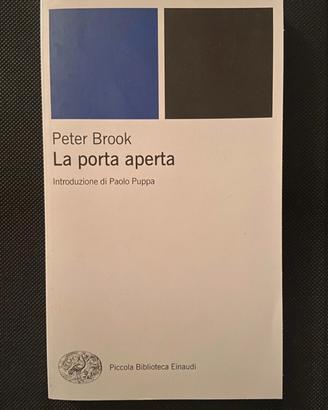 Peter Brook
La porta aperta
Introduzione di Paolo Puppa
Piccola Biblioteca Einaudi